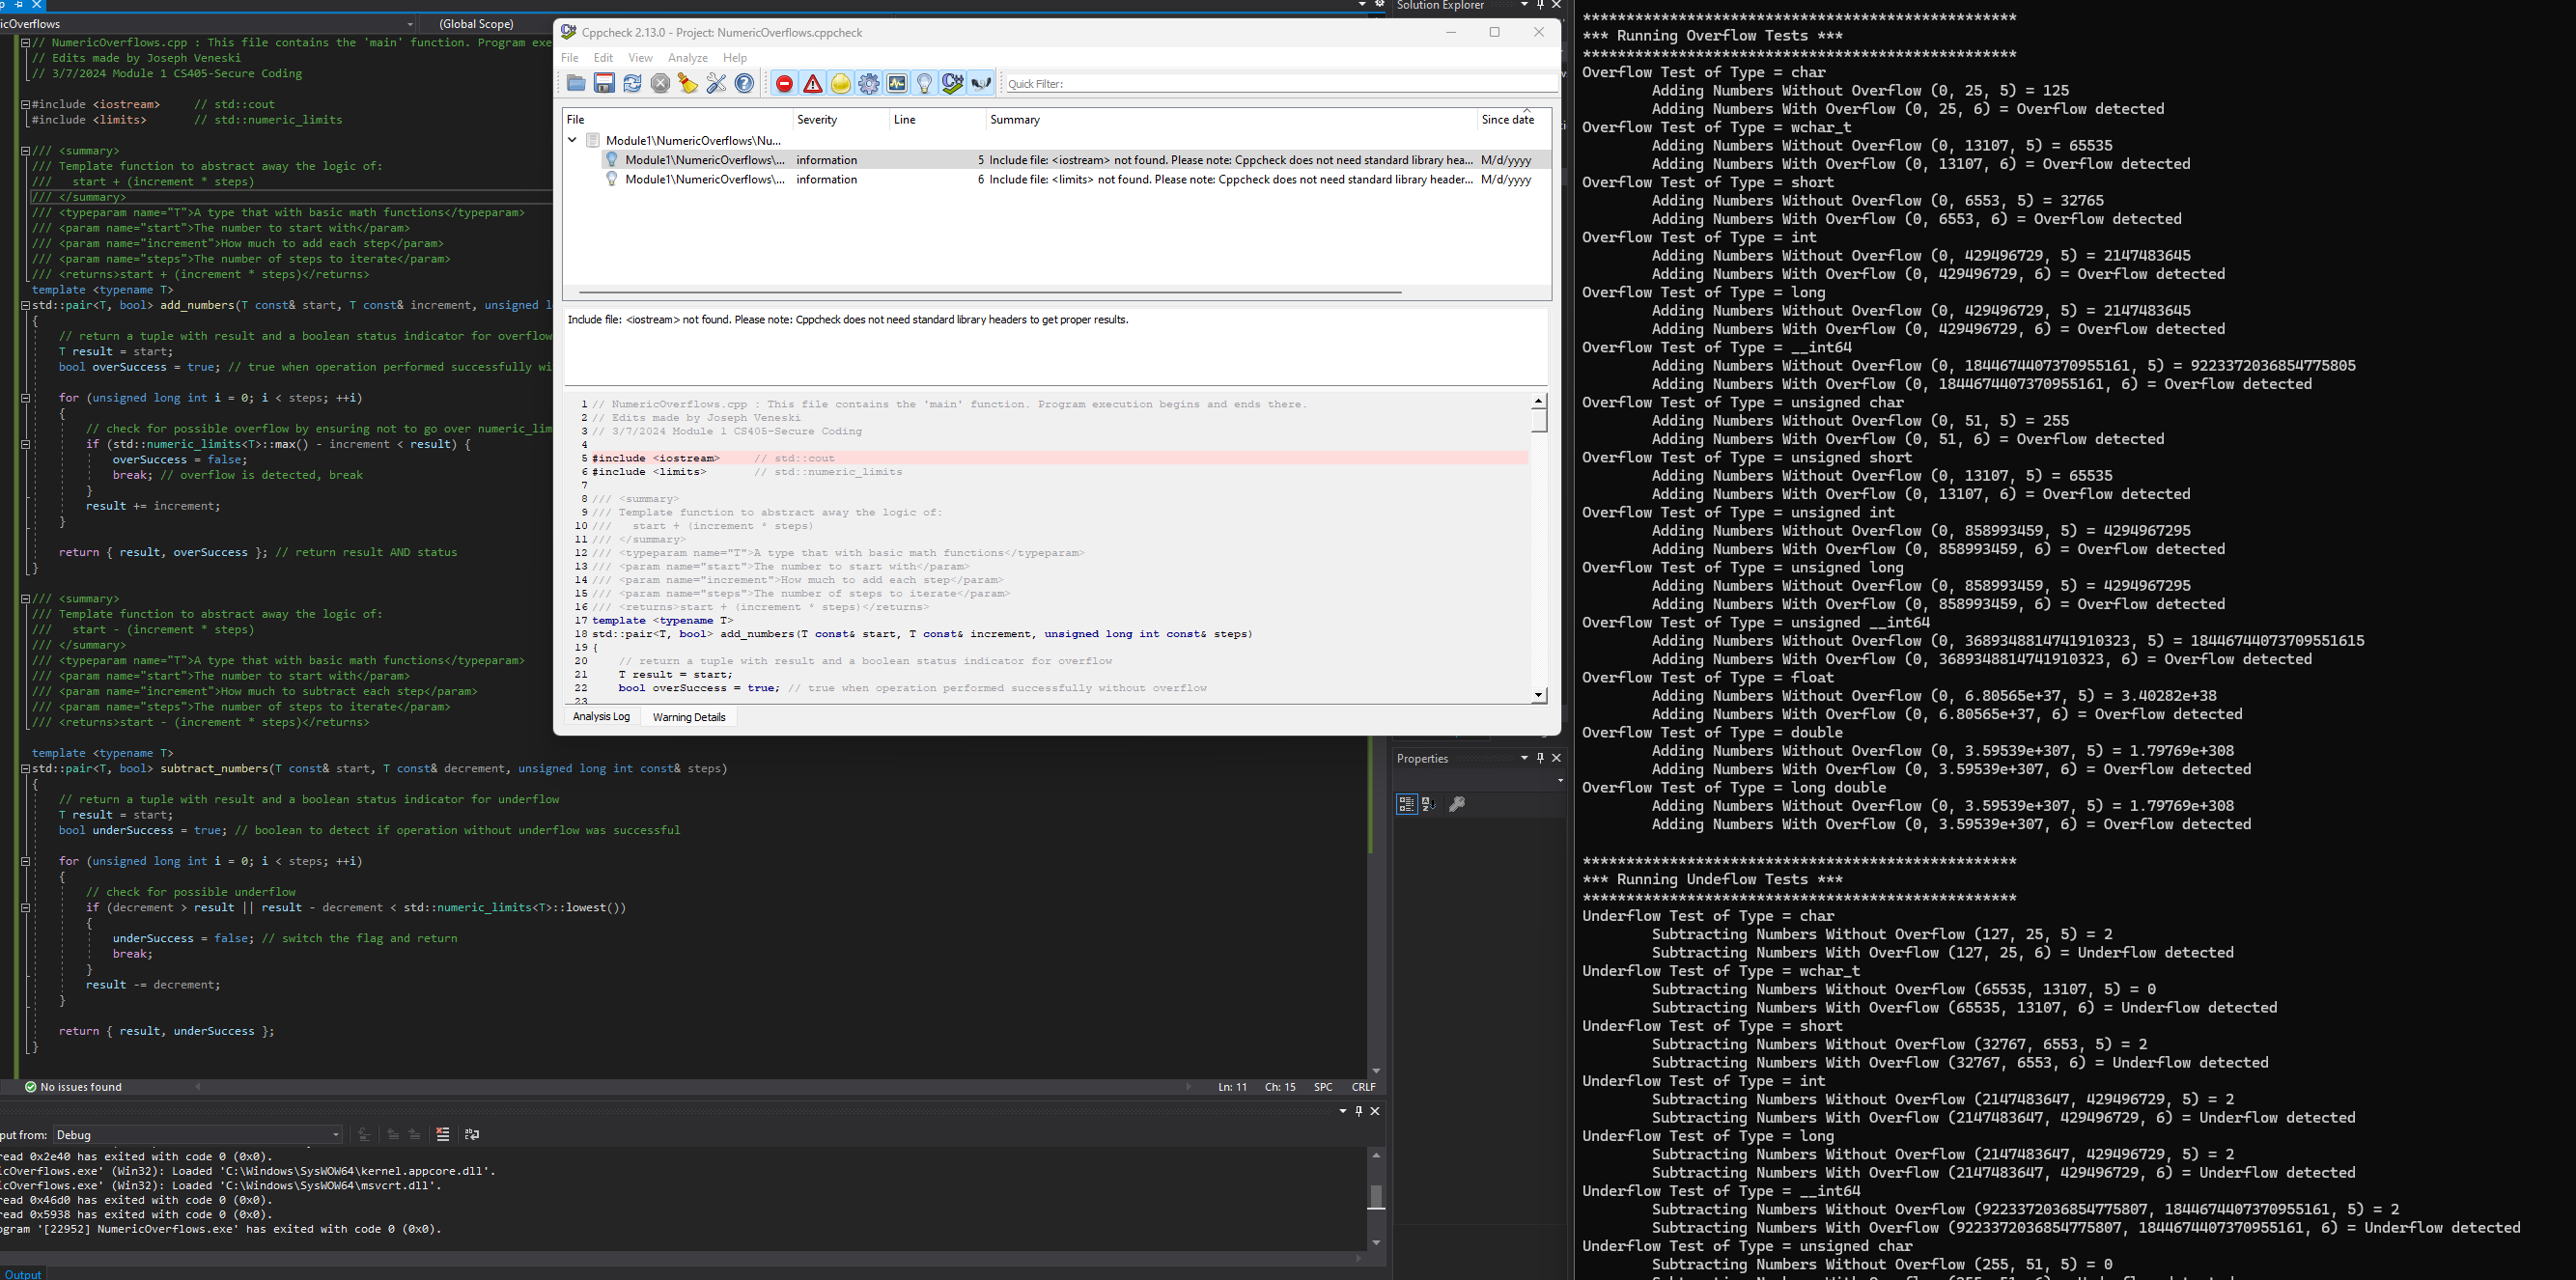 icOverflows
(Global Scope)
// NumericOverflows.cpp : This file contains the 'main' function. Program exe
// Edits made by Joseph Veneski
// 3/7/2024 Module 1 CS405-Secure Coding
#include <iostream>     // std::cout
#include <limits>       // std::numeric_limits
/// <summary>
/// Template function to abstract away the logic of:
///   start + (increment * steps)
/// </summary>
/// <typeparam name="T">A type that with basic math functions</typeparam>
/// <param name="start">The number to start with</param>
/// <param name="increment">How much to add each step</param>
/// <param name="steps">The number of steps to iterate</param>
/// <returns>start + (increment * steps)</returns>
template <typename T>
std::pair<T, bool> add_numbers(T const& start, T const& increment, unsigned l
{
// return a tuple with result and a boolean status indicator for overflow
T result = start;
bool overSuccess = true; // true when operation performed successfully wi
for (unsigned long int i = 0; i < steps; ++i)
{
// check for possible overflow by ensuring not to go over numeric_lim
if (std::numeric_limits<T>::max() - increment < result) {
overSuccess = false;
break; // overflow is detected, break
}
result += increment;
}
return { result, overSuccess }; // return result AND status
}
/// <summary>
/// Template function to abstract away the logic of:
///   start - (increment * steps)
/// </summary>
/// <typeparam name="T">A type that with basic math functions</typeparam>
/// <param name="start">The number to start with</param>
/// <param name="increment">How much to subtract each step</param>
/// <param name="steps">The number of steps to iterate</param>
/// <returns>start - (increment * steps)</returns>
template <typename T>
std::pair<T, bool> subtract_numbers(T const& start, T const& decrement, unsigned long int const& steps)
{
// return a tuple with result and a boolean status indicator for underflow
T result = start;
bool underSuccess = true; // boolean to detect if operation without underflow was successful
for (unsigned long int i = 0; i < steps; ++i)
{
// check for possible underflow
if (decrement > result || result - decrement < std::numeric_limits<T>::lowest())
{
underSuccess = false; // switch the flag and return
break;
}
result -= decrement;
}
return { result, underSuccess };
}
No issues found
Ln: 11 Ch: 15 SPC CRLF
put from: Debug
read 0x2e40 has exited with code 0 (0x0).
icOverflows.exe' (Win32): Loaded 'C:\Windows\SysWOW64\kernel.appcore.dll'.
icOverflows.exe' (Win32): Loaded 'C:\Windows\SysWOW64\msvcrt.dll'.
read 0x46d0 has exited with code 0 (0x0).
read 0x5938 has exited with code 0 (0x0).
ogram '[22952] NumericOverflows.exe' has exited with code 0 (0x0).
Output
Cppcheck 2.13.0 - Project: NumericOverflows.cppcheck
File Edit View Analyze Help
Quick Filter:
File Severity Line Summary Since date
Module1\NumericOverflows\Nu...
Module1\NumericOverflows\... information 5 Include file: <iostream> not found. Please note: Cppcheck does not need standard library hea... M/d/yyyy
Module1\NumericOverflows\... information 6 Include file: <limits> not found. Please note: Cppcheck does not need standard library header... M/d/yyyy
Include file: <iostream> not found. Please note: Cppcheck does not need standard library headers to get proper results.
1 // NumericOverflows.cpp : This file contains the 'main' function. Program execution begins and ends there.
2 // Edits made by Joseph Veneski
3 // 3/7/2024 Module 1 CS405-Secure Coding
4
5 #include <iostream>     // std::cout
6 #include <limits>       // std::numeric_limits
7
8 /// <summary>
9 /// Template function to abstract away the logic of:
10 ///   start + (increment * steps)
11 /// </summary>
12 /// <typeparam name="T">A type that with basic math functions</typeparam>
13 /// <param name="start">The number to start with</param>
14 /// <param name="increment">How much to add each step</param>
15 /// <param name="steps">The number of steps to iterate</param>
16 /// <returns>start + (increment * steps)</returns>
17 template <typename T>
18 std::pair<T, bool> add_numbers(T const& start, T const& increment, unsigned long int const& steps)
19 {
20 // return a tuple with result and a boolean status indicator for overflow
21 T result = start;
22 bool overSuccess = true; // true when operation performed successfully without overflow
23
Analysis Log Warning Details
Solution Explorer
Properties
**************************************************
*** Running Overflow Tests ***
**************************************************
Overflow Test of Type = char
Adding Numbers Without Overflow (0, 25, 5) = 125
Adding Numbers With Overflow (0, 25, 6) = Overflow detected
Overflow Test of Type = wchar_t
Adding Numbers Without Overflow (0, 13107, 5) = 65535
Adding Numbers With Overflow (0, 13107, 6) = Overflow detected
Overflow Test of Type = short
Adding Numbers Without Overflow (0, 6553, 5) = 32765
Adding Numbers With Overflow (0, 6553, 6) = Overflow detected
Overflow Test of Type = int
Adding Numbers Without Overflow (0, 429496729, 5) = 2147483645
Adding Numbers With Overflow (0, 429496729, 6) = Overflow detected
Overflow Test of Type = long
Adding Numbers Without Overflow (0, 429496729, 5) = 2147483645
Adding Numbers With Overflow (0, 429496729, 6) = Overflow detected
Overflow Test of Type = __int64
Adding Numbers Without Overflow (0, 1844674407370955161, 5) = 9223372036854775805
Adding Numbers With Overflow (0, 1844674407370955161, 6) = Overflow detected
Overflow Test of Type = unsigned char
Adding Numbers Without Overflow (0, 51, 5) = 255
Adding Numbers With Overflow (0, 51, 6) = Overflow detected
Overflow Test of Type = unsigned short
Adding Numbers Without Overflow (0, 13107, 5) = 65535
Adding Numbers With Overflow (0, 13107, 6) = Overflow detected
Overflow Test of Type = unsigned int
Adding Numbers Without Overflow (0, 858993459, 5) = 4294967295
Adding Numbers With Overflow (0, 858993459, 6) = Overflow detected
Overflow Test of Type = unsigned long
Adding Numbers Without Overflow (0, 858993459, 5) = 4294967295
Adding Numbers With Overflow (0, 858993459, 6) = Overflow detected
Overflow Test of Type = unsigned __int64
Adding Numbers Without Overflow (0, 3689348814741910323, 5) = 18446744073709551615
Adding Numbers With Overflow (0, 3689348814741910323, 6) = Overflow detected
Overflow Test of Type = float
Adding Numbers Without Overflow (0, 6.80565e+37, 5) = 3.40282e+38
Adding Numbers With Overflow (0, 6.80565e+37, 6) = Overflow detected
Overflow Test of Type = double
Adding Numbers Without Overflow (0, 3.59539e+307, 5) = 1.79769e+308
Adding Numbers With Overflow (0, 3.59539e+307, 6) = Overflow detected
Overflow Test of Type = long double
Adding Numbers Without Overflow (0, 3.59539e+307, 5) = 1.79769e+308
Adding Numbers With Overflow (0, 3.59539e+307, 6) = Overflow detected
**************************************************
*** Running Undeflow Tests ***
**************************************************
Underflow Test of Type = char
Subtracting Numbers Without Overflow (127, 25, 5) = 2
Subtracting Numbers With Overflow (127, 25, 6) = Underflow detected
Underflow Test of Type = wchar_t
Subtracting Numbers Without Overflow (65535, 13107, 5) = 0
Subtracting Numbers With Overflow (65535, 13107, 6) = Underflow detected
Underflow Test of Type = short
Subtracting Numbers Without Overflow (32767, 6553, 5) = 2
Subtracting Numbers With Overflow (32767, 6553, 6) = Underflow detected
Underflow Test of Type = int
Subtracting Numbers Without Overflow (2147483647, 429496729, 5) = 2
Subtracting Numbers With Overflow (2147483647, 429496729, 6) = Underflow detected
Underflow Test of Type = long
Subtracting Numbers Without Overflow (2147483647, 429496729, 5) = 2
Subtracting Numbers With Overflow (2147483647, 429496729, 6) = Underflow detected
Underflow Test of Type = __int64
Subtracting Numbers Without Overflow (9223372036854775807, 1844674407370955161, 5) = 2
Subtracting Numbers With Overflow (9223372036854775807, 1844674407370955161, 6) = Underflow detected
Underflow Test of Type = unsigned char
Subtracting Numbers Without Overflow (255, 51, 5) = 0